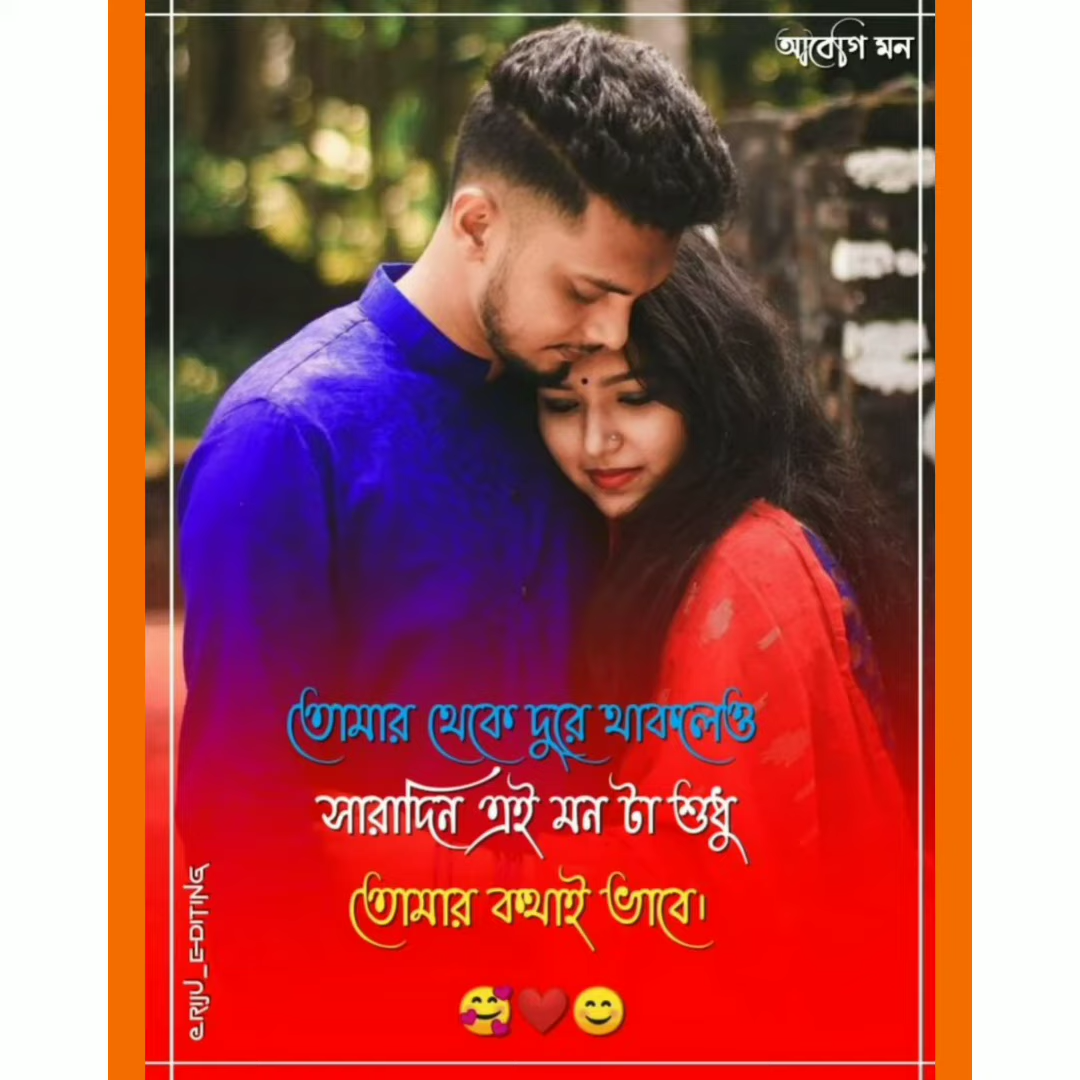 আবেগি মন
তোমার থেকে দুরে থাকলেও
সারাদিন এই মন টা শুধু
তোমার কথাই ভাবে।
🥰❤️😊